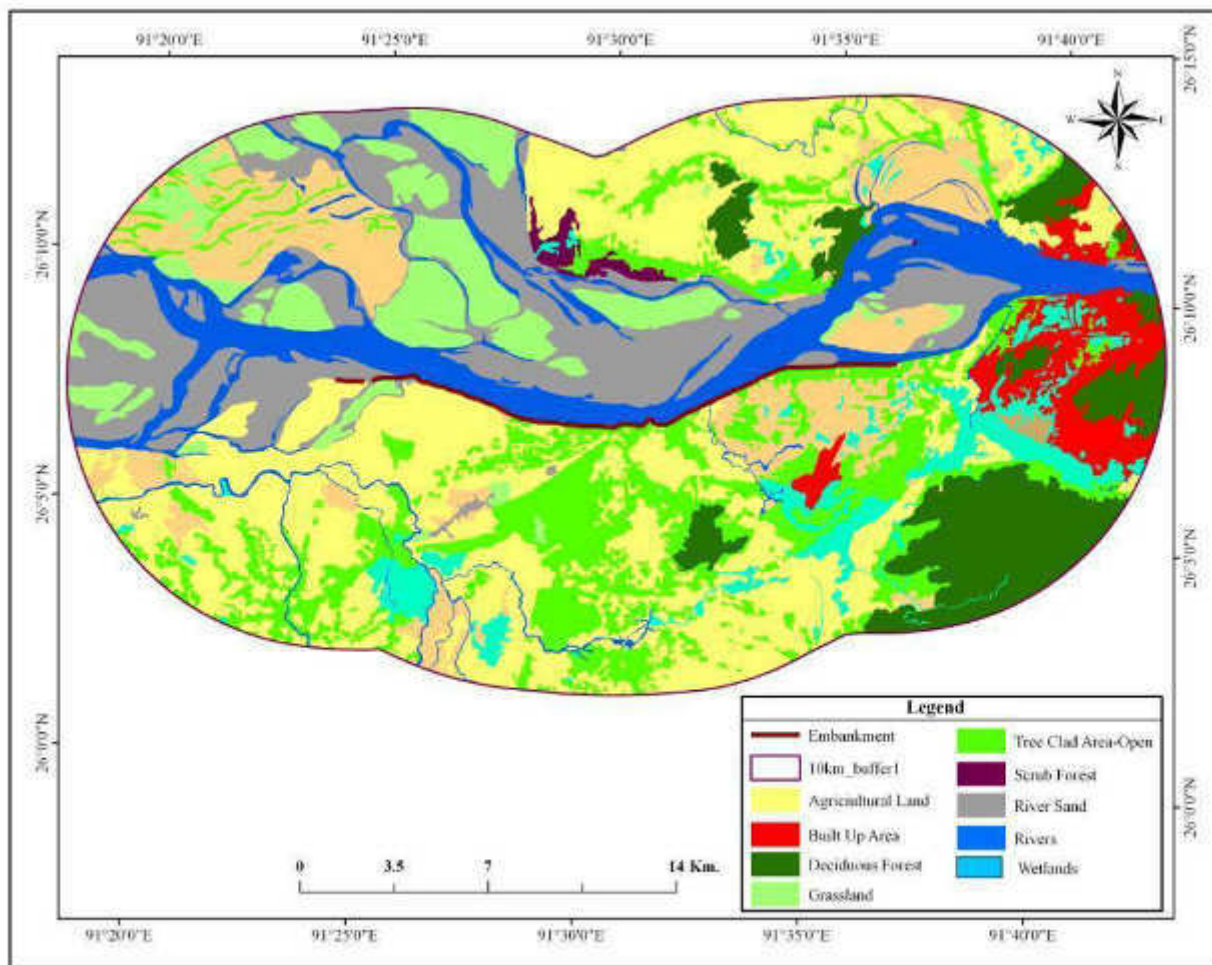 91°20'0"E 91°25'0"E 91°30'0"E 91°35'0"E 91°40'0"E
26°15'0"N
N
W E
26°10'0"N
26°10'0"N
26°5'0"N
26°5'0"N
26°0'0"N
26°0'0"N
Legend
Embankment
10km_buffer1
Agricultural Land
Built Up Area
Deciduous Forest
Grassland
Tree Clad Area-Open
Scrub Forest
River Sand
Rivers
Wetlands
0 3.5 7 14 Km.
91°20'0"E 91°25'0"E 91°30'0"E 91°35'0"E 91°40'0"E